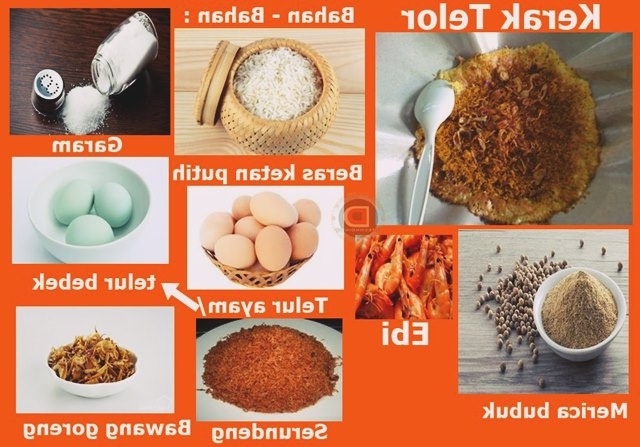 Kerak Telor
Bahan - Bahan :
Garam
Beras ketan putih
telur bebek
Telur ayam/
Ebi
Merica bubuk
Bawang goreng
Serundeng